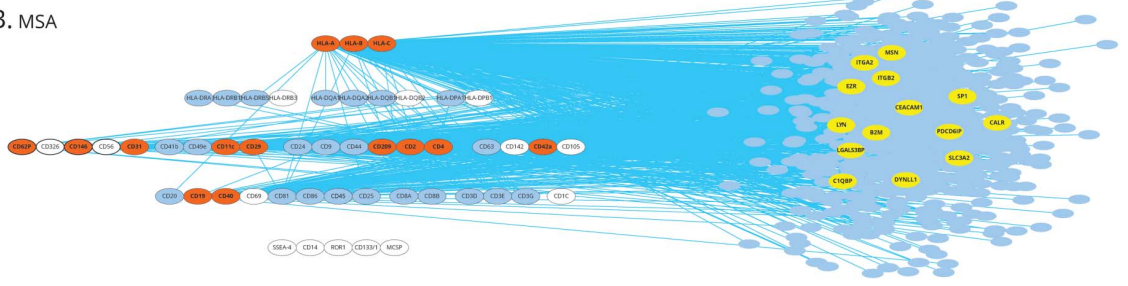 B. MSA
HLA-A HLA-B HLA-C
HLA-DRA HLA-DRB1 HLA-DRB5 HLA-DRB3 HLA-DQA1 HLA-DQA2 HLA-DQB1 HLA-DQB2 HLA-DPA1 HLA-DPB1
CD62P CD326 CD146 CD56 CD31 CD41b CD49e CD11c CD29 CD24 CD9 CD44 CD209 CD2 CD4 CD63 CD142 CD42a CD105
CD20 CD19 CD40 CD69 CD81 CD86 CD45 CD25 CD8A CD8B CD3D CD3E CD3G CD1C
SSEA-4 CD14 ROR1 CD133/1 MCSP
MSN
ITGA2
ITGB2
EZR
SP1
CEACAM1
CALR
LYN
B2M
PDCD6IP
LGALS3BP
SLC3A2
C1QBP
DYNLL1